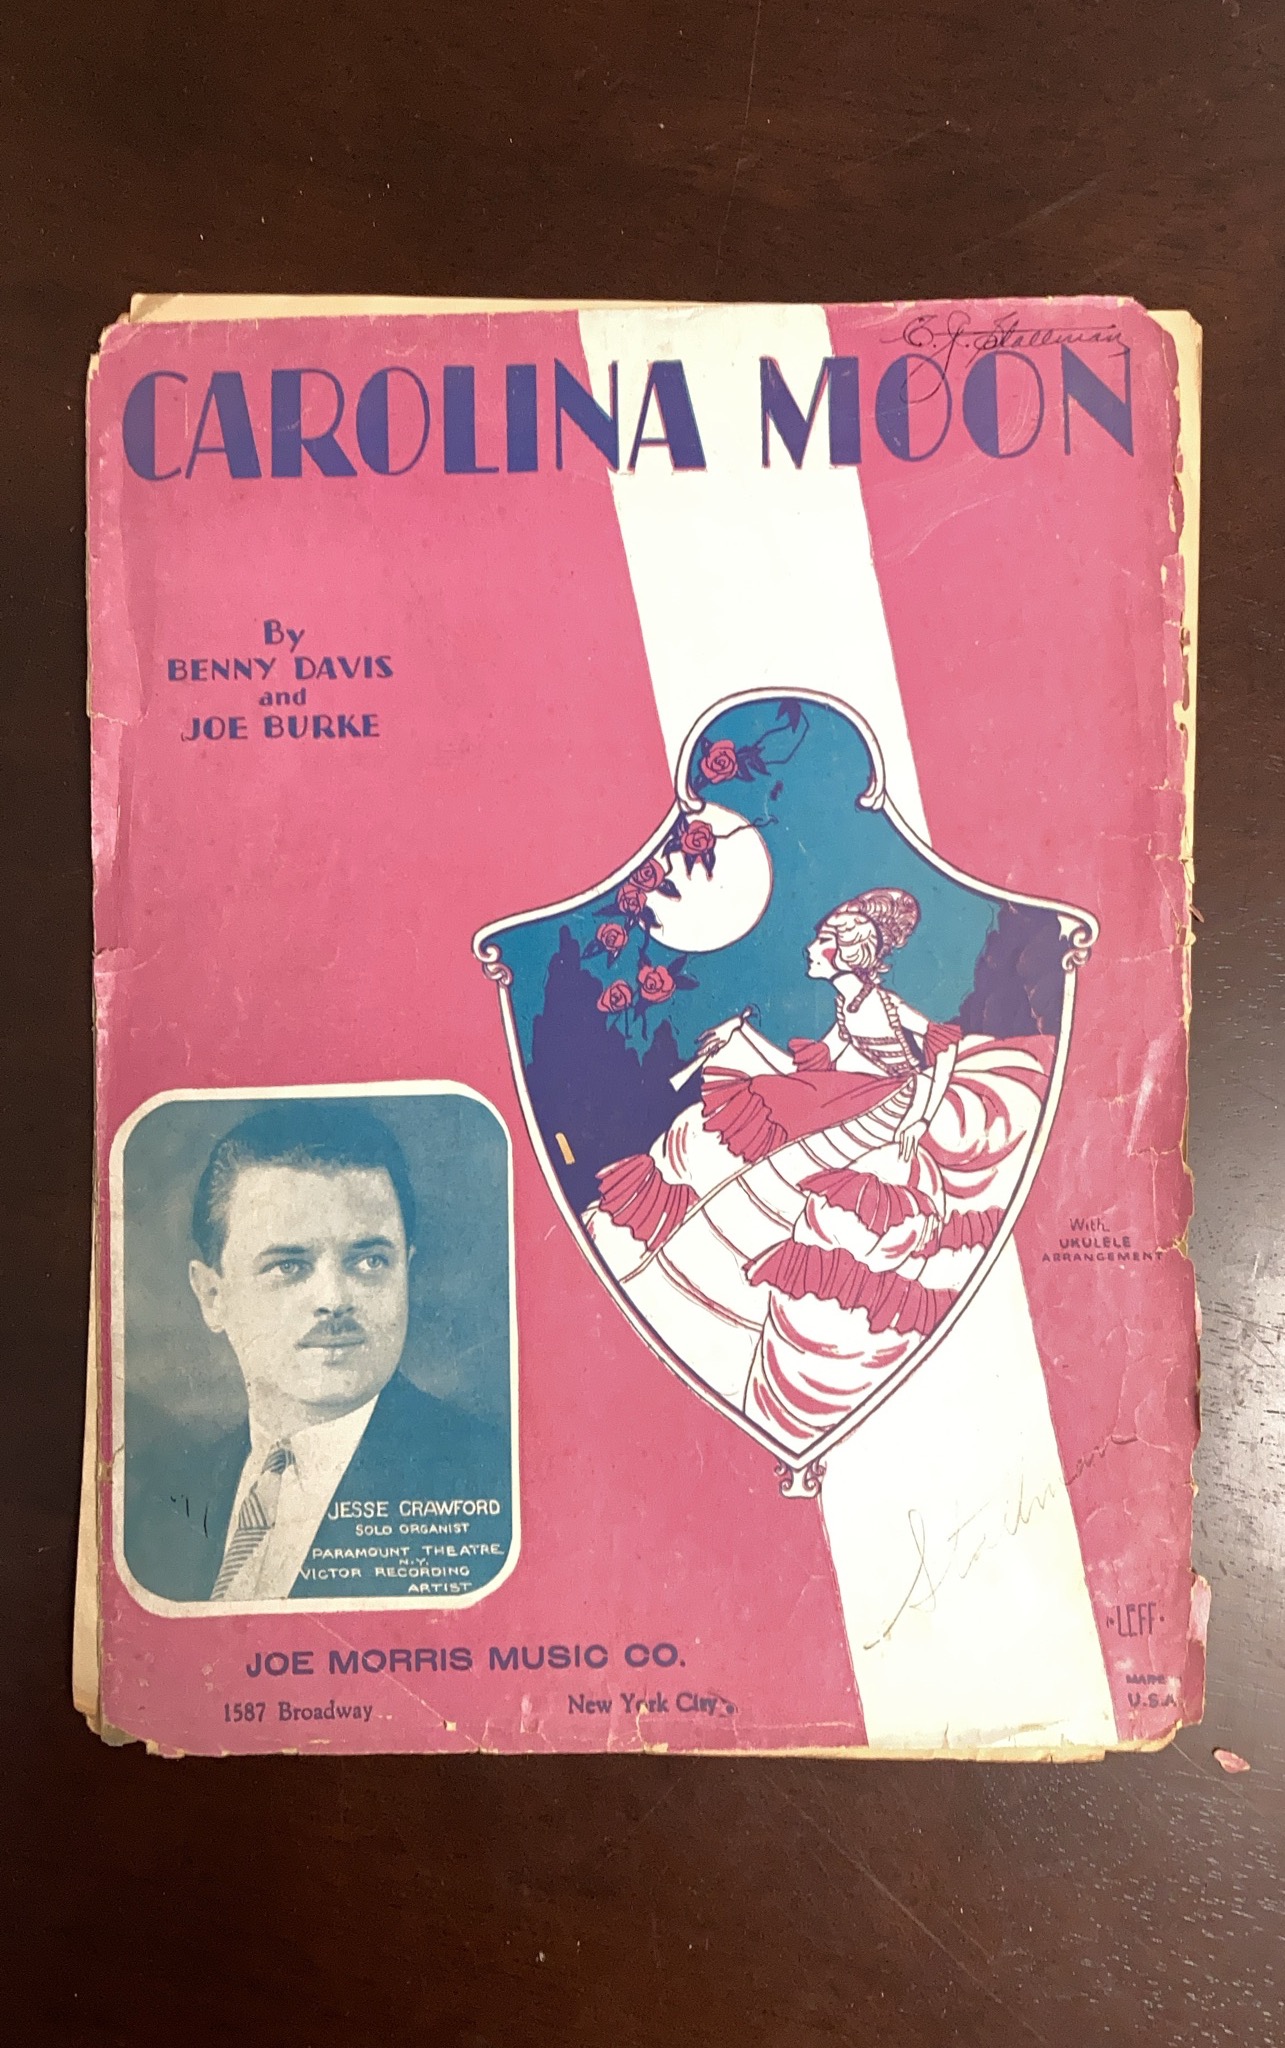 E. J. Stallman
CAROLINA MOON
By
BENNY DAVIS
and
JOE BURKE
With
UKULELE
ARRANGEMENT
JESSE CRAWFORD
SOLO ORGANIST
PARAMOUNT THEATRE
N.Y.
VICTOR RECORDING
ARTIST
·LEFF·
JOE MORRIS MUSIC CO.
MADE
U.S.A
1587 Broadway
New York City